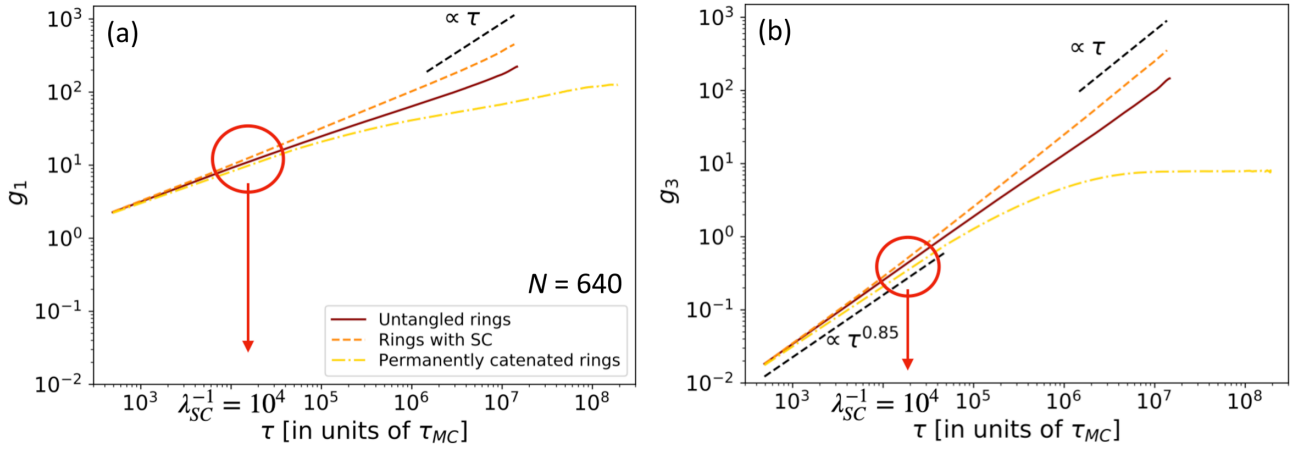 (a)
∝ τ
10³
10²
10¹
10⁰
10⁻¹
10⁻²
g₁
N = 640
Untangled rings
Rings with SC
Permanently catenated rings
10³
λ_SC⁻¹ = 10⁴
10⁵
10⁶
10⁷
10⁸
τ [in units of τ_MC]
(b)
∝ τ
10³
10²
10¹
10⁰
10⁻¹
10⁻²
g₃
∝ τ^0.85
10³
λ_SC⁻¹ = 10⁴
10⁵
10⁶
10⁷
10⁸
τ [in units of τ_MC]